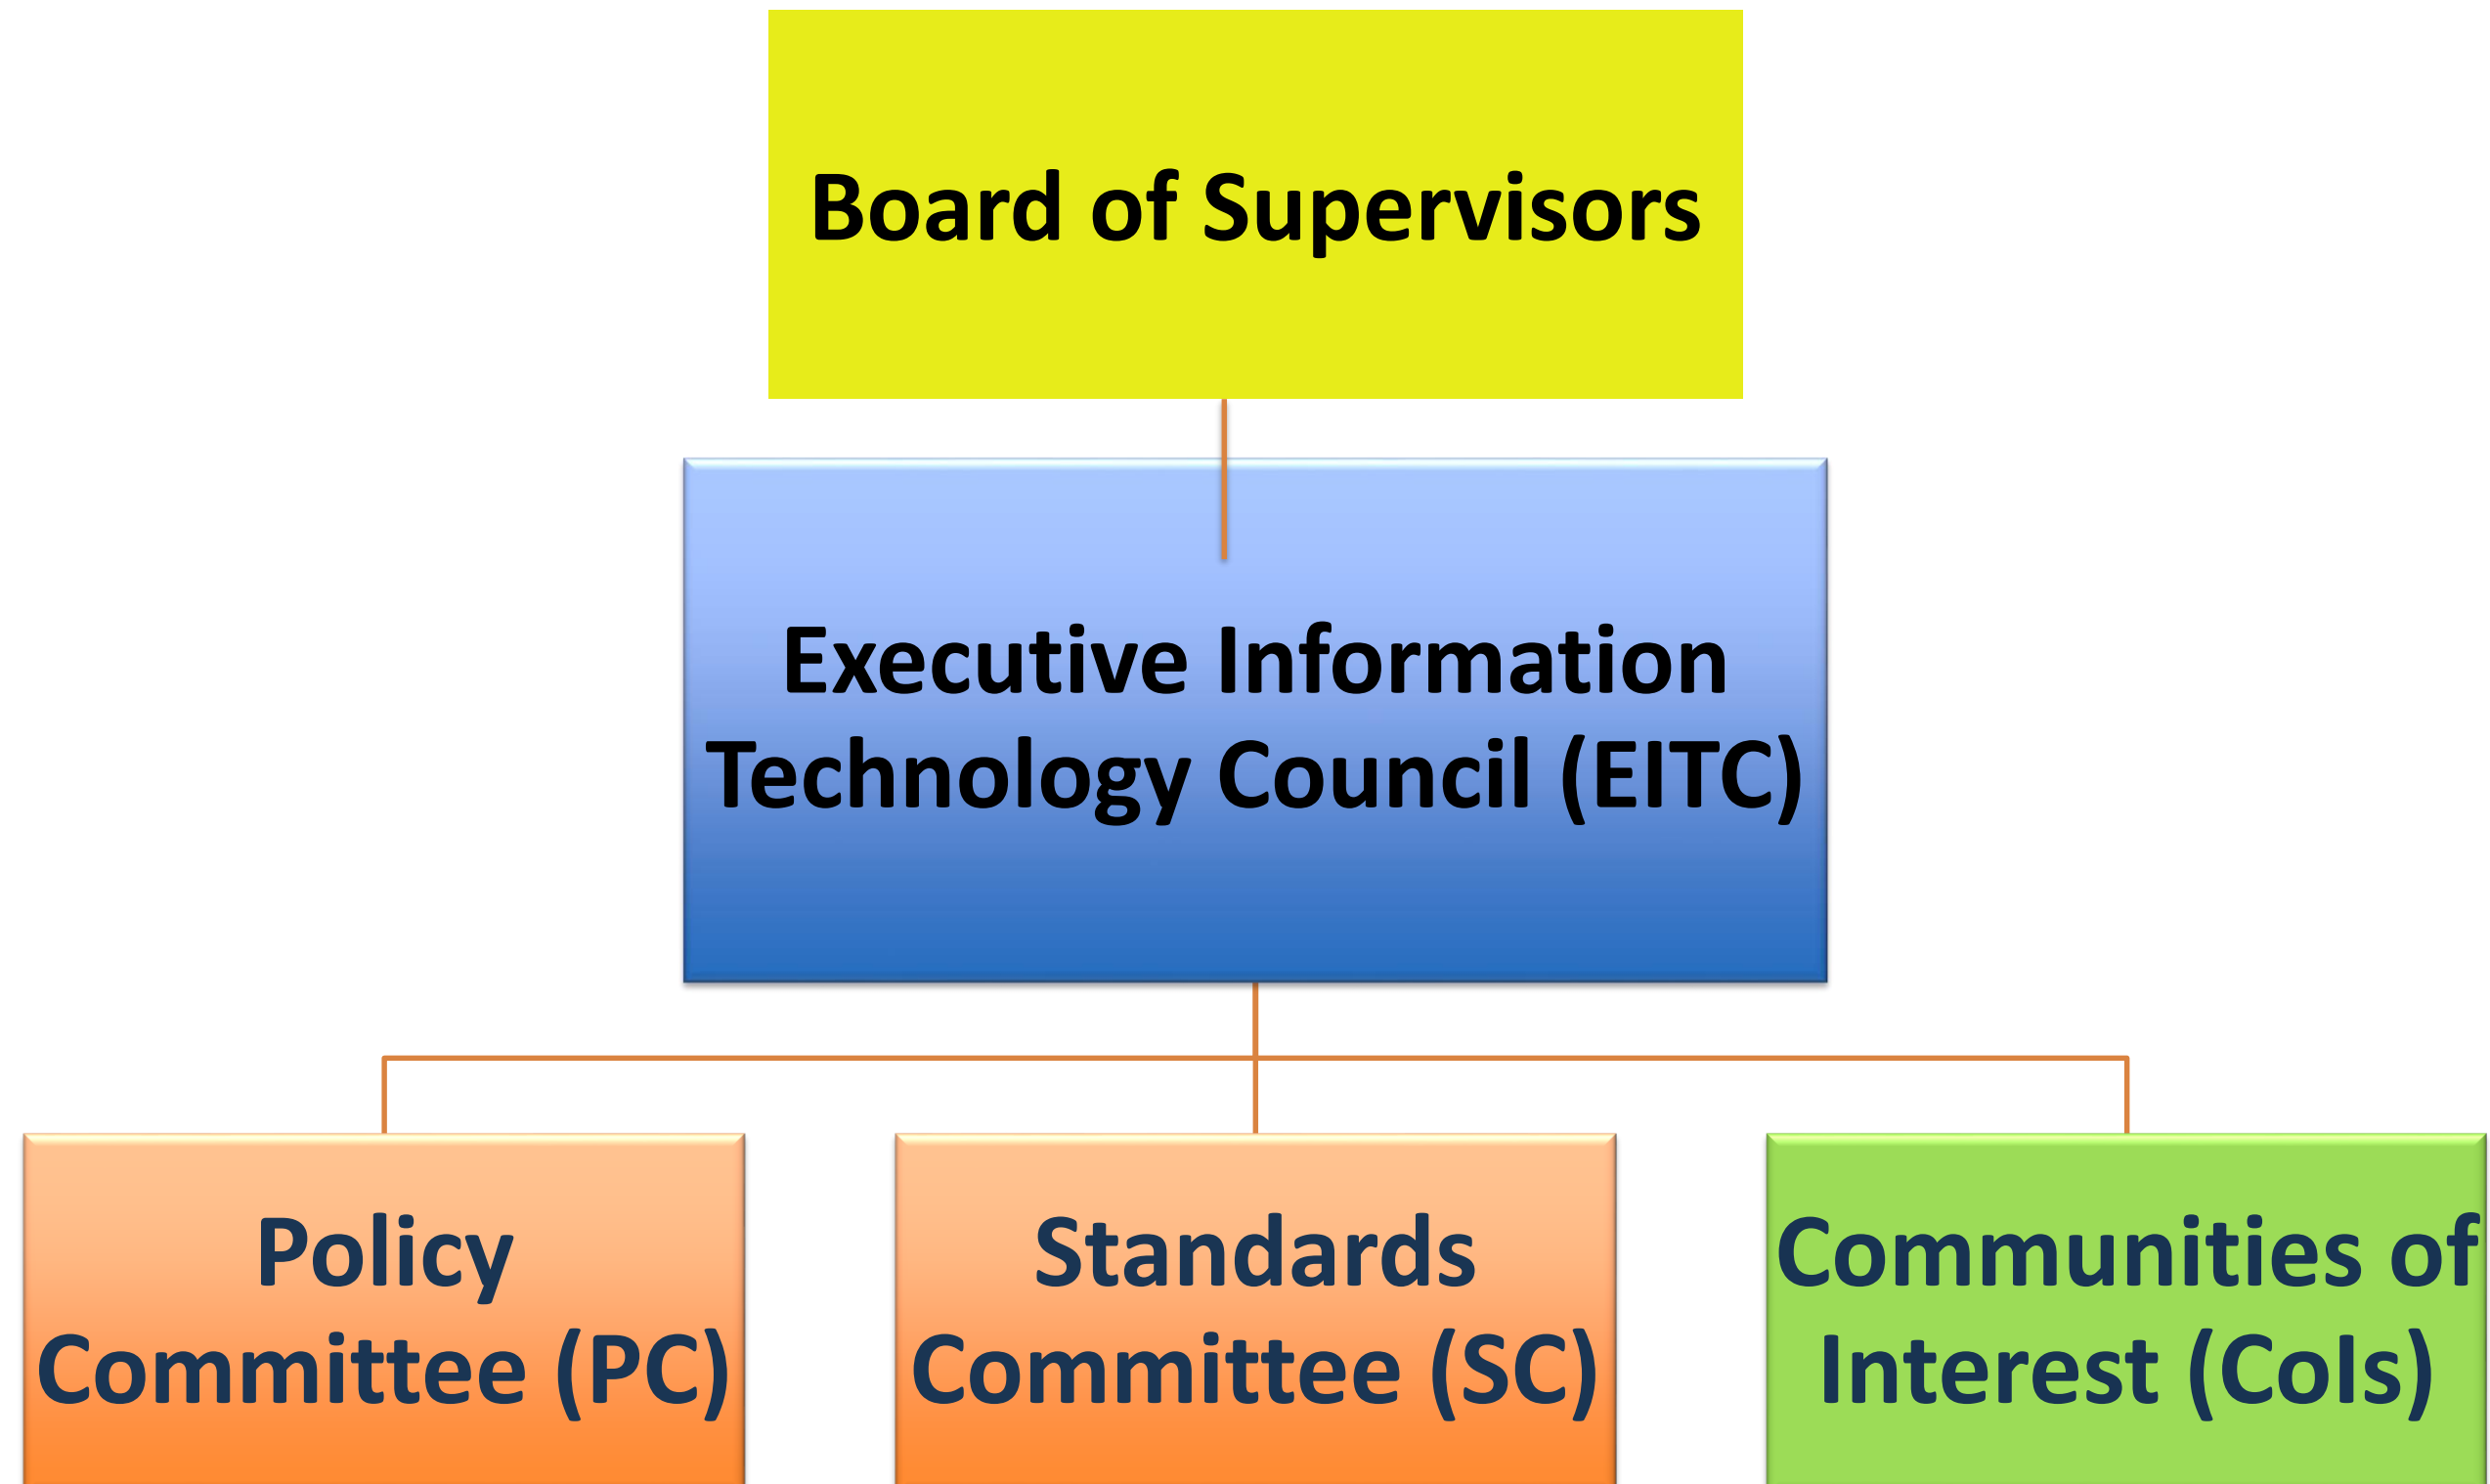 Board of Supervisors
Executive Information
Technology Council (EITC)
Policy
Committee (PC)
Standards
Committee (SC)
Communities of
Interest (CoIs)